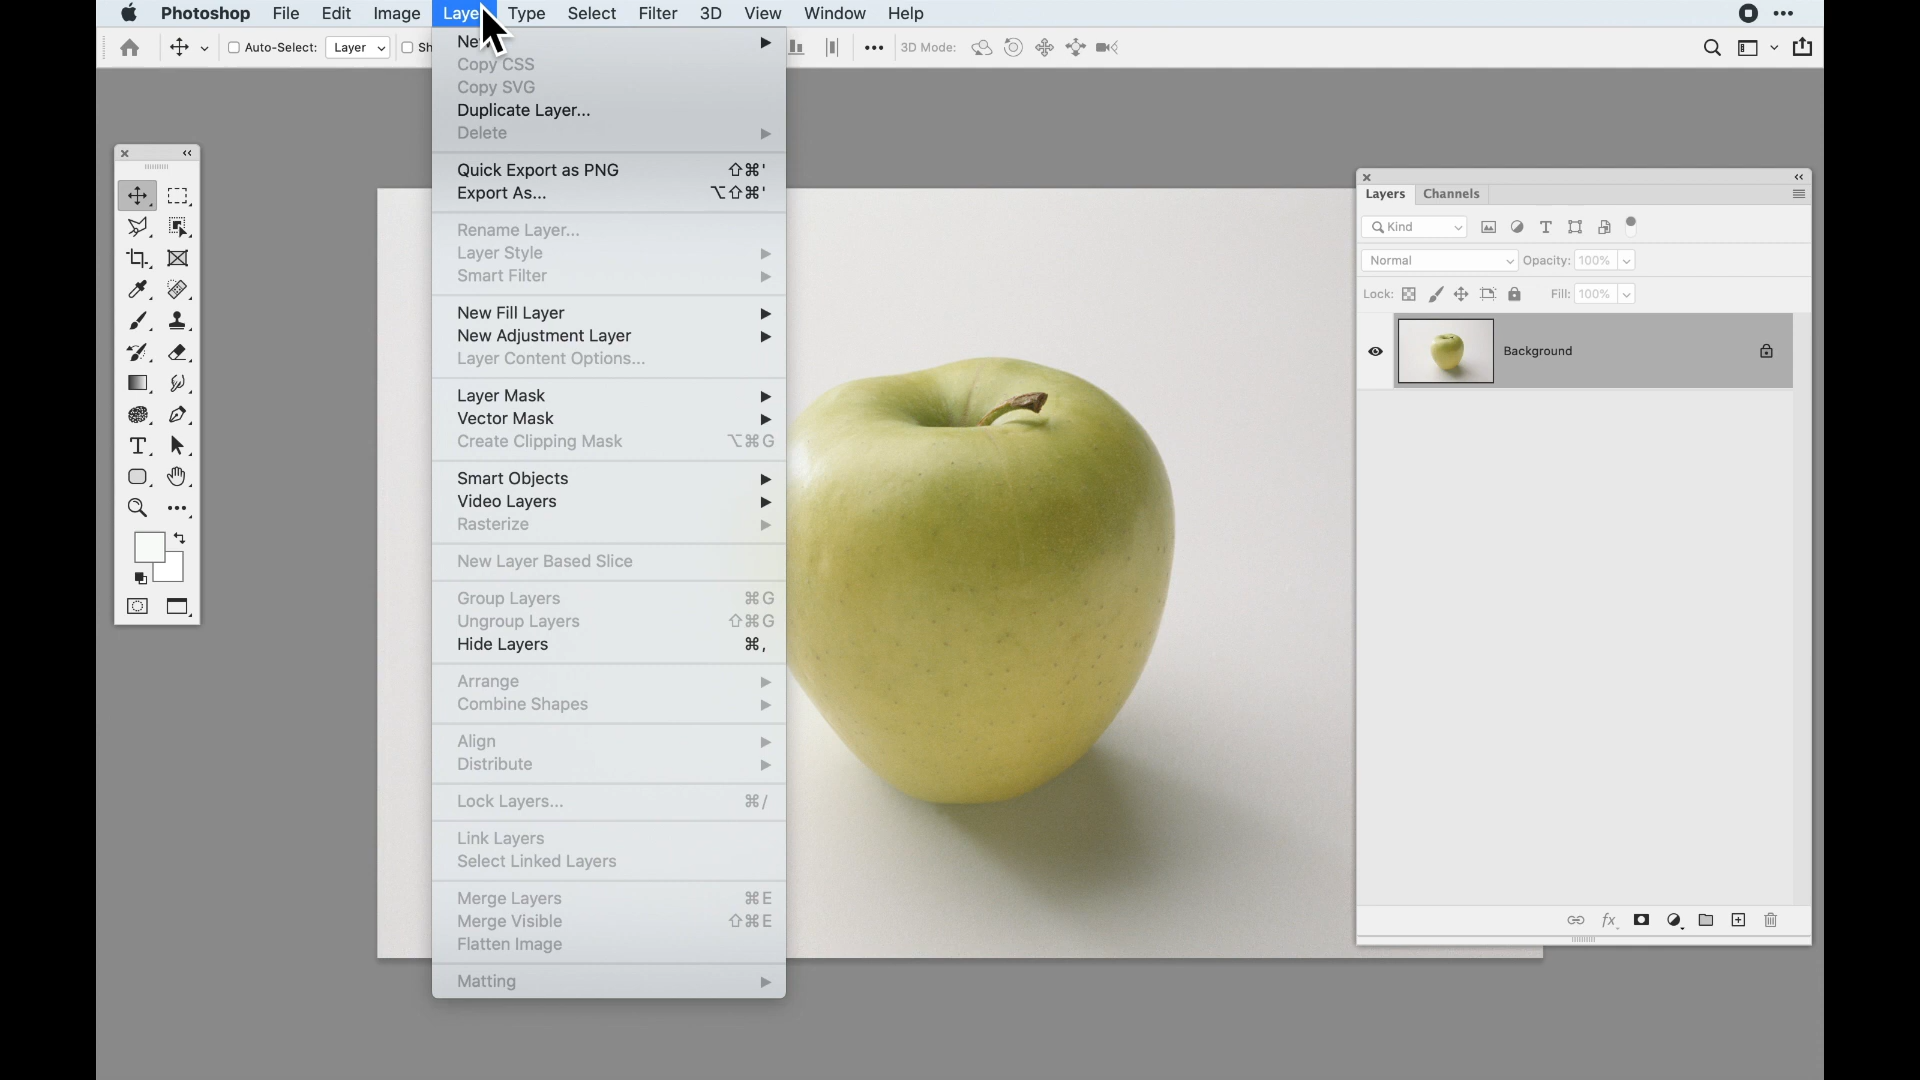 Photoshop File Edit Image Laye Type Select Filter 3D View Window Help
Auto-Select: Layer Sh 3D Mode:
Ne
Copy CSS
Copy SVG
Duplicate Layer...
Delete
Quick Export as PNG ⇧⌘'
Export As... ⌥⇧⌘'
Rename Layer...
Layer Style
Smart Filter
New Fill Layer
New Adjustment Layer
Layer Content Options...
Layer Mask
Vector Mask
Create Clipping Mask ⌥⌘G
Smart Objects
Video Layers
Rasterize
New Layer Based Slice
Group Layers ⌘G
Ungroup Layers ⇧⌘G
Hide Layers ⌘,
Arrange
Combine Shapes
Align
Distribute
Lock Layers... ⌘/
Link Layers
Select Linked Layers
Merge Layers ⌘E
Merge Visible ⇧⌘E
Flatten Image
Matting
Layers Channels
Kind
Normal Opacity: 100%
Lock: Fill: 100%
Background
fx